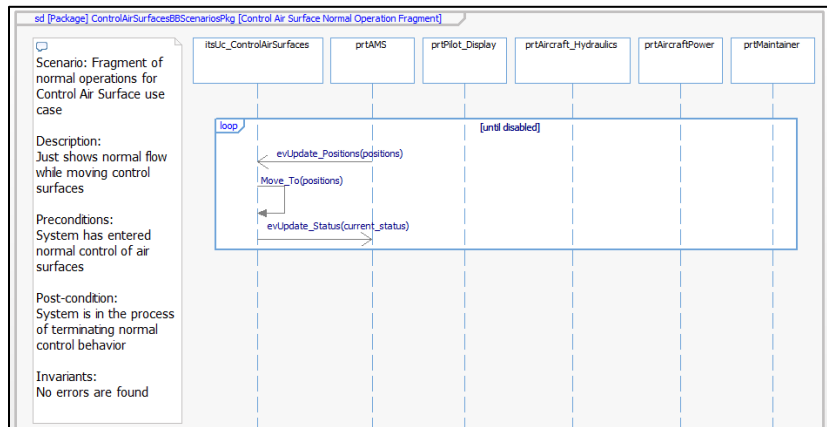 sd [Package] ControlAirSurfacesBBScenariosPkg [Control Air Surface Normal Operation Fragment]
Scenario: Fragment of
normal operations for
Control Air Surface use
case
Description:
Just shows normal flow
while moving control
surfaces
Preconditions:
System has entered
normal control of air
surfaces
Post-condition:
System is in the process
of terminating normal
control behavior
Invariants:
No errors are found
itsUc_ControlAirSurfaces
prtAMS
prtPilot_Display
prtAircraft_Hydraulics
prtAircraftPower
prtMaintainer
loop
[until disabled]
evUpdate_Positions(positions)
Move_To(positions)
evUpdate_Status(current_status)